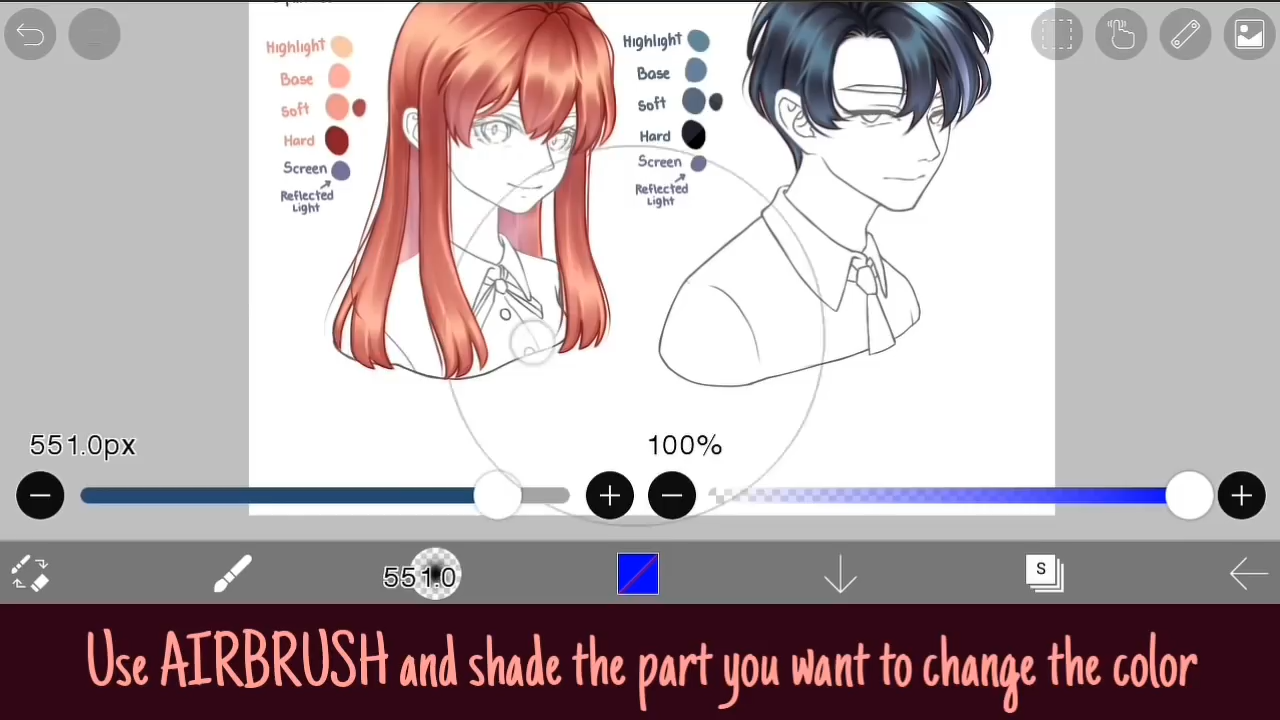 Highlight
Base
Soft
Hard
Screen
Reflected
Light
Highlight
Base
Soft
Hard
Screen
Reflected
Light
551.0px
100%
551.0
S
Use AIRBRUSH and shade the part you want to change the color